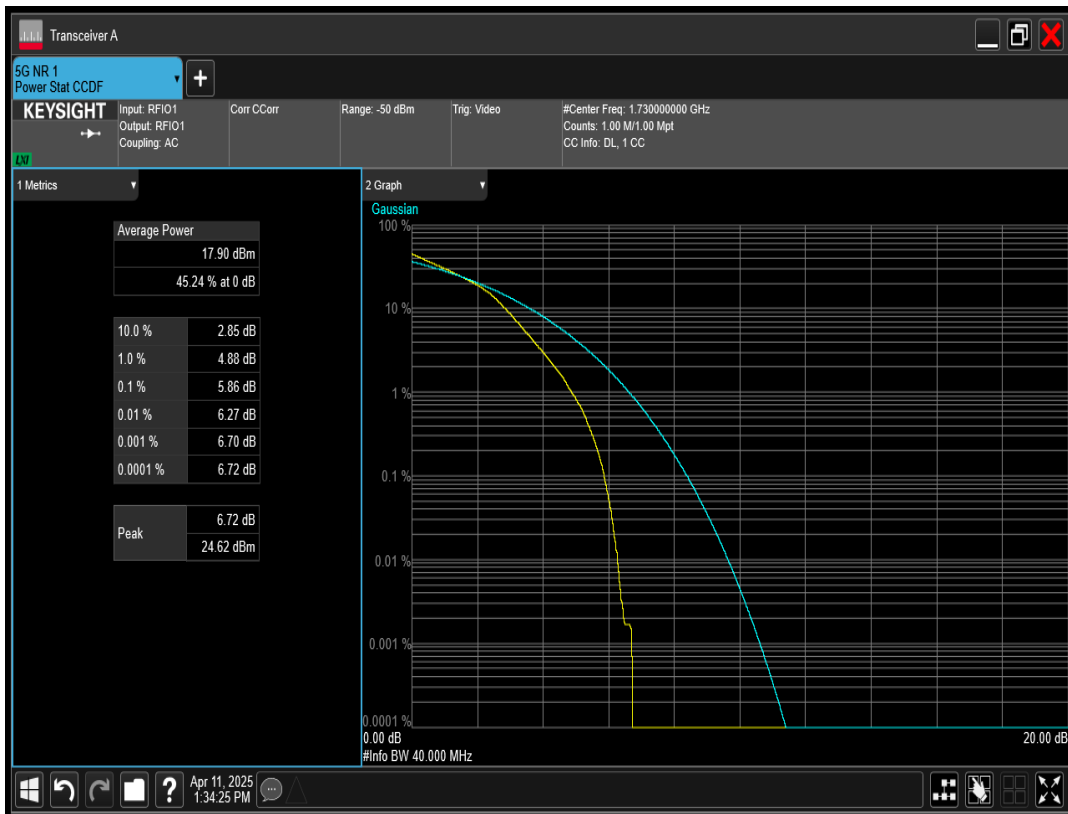 Transceiver A
5G NR 1
Power Stat CCDF
+
KEYSIGHT
LXI
Input: RFIO1
Output: RFIO1
Coupling: AC
Corr CCorr
Range: -50 dBm
Trig: Video
#Center Freq: 1.730000000 GHz
Counts: 1.00 M/1.00 Mpt
CC Info: DL, 1 CC
1 Metrics
Average Power
17.90 dBm
45.24 % at 0 dB
10.0 % 2.85 dB
1.0 % 4.88 dB
0.1 % 5.86 dB
0.01 % 6.27 dB
0.001 % 6.70 dB
0.0001 % 6.72 dB
Peak
6.72 dB
24.62 dBm
2 Graph
Gaussian
100 %
10 %
1 %
0.1 %
0.01 %
0.001 %
0.0001 %
0.00 dB 20.00 dB
#Info BW 40.000 MHz
?
Apr 11, 2025
1:34:25 PM